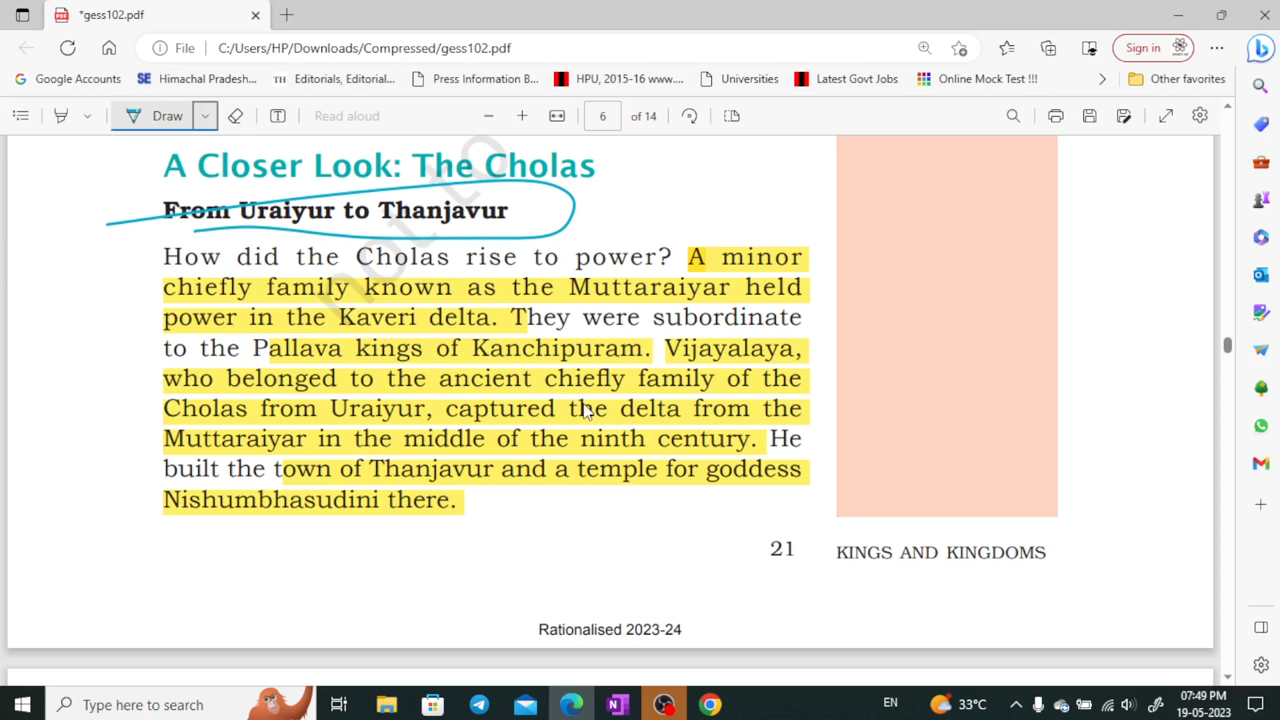 *gess102.pdf
File C:/Users/HP/Downloads/Compressed/gess102.pdf Sign in
Google Accounts SE Himachal Pradesh... TH Editorials, Editorial... Press Information B... HPU, 2015-16 www.... Universities Latest Govt Jobs Online Mock Test !!! Other favorites
Draw Read aloud 6 of 14
A Closer Look: The Cholas
From Uraiyur to Thanjavur
How did the Cholas rise to power? A minor
chiefly family known as the Muttaraiyar held
power in the Kaveri delta. They were subordinate
to the Pallava kings of Kanchipuram. Vijayalaya,
who belonged to the ancient chiefly family of the
Cholas from Uraiyur, captured the delta from the
Muttaraiyar in the middle of the ninth century. He
built the town of Thanjavur and a temple for goddess
Nishumbhasudini there.
not to
21 KINGS AND KINGDOMS
Rationalised 2023-24
Type here to search 33°C EN 07:49 PM
19-05-2023